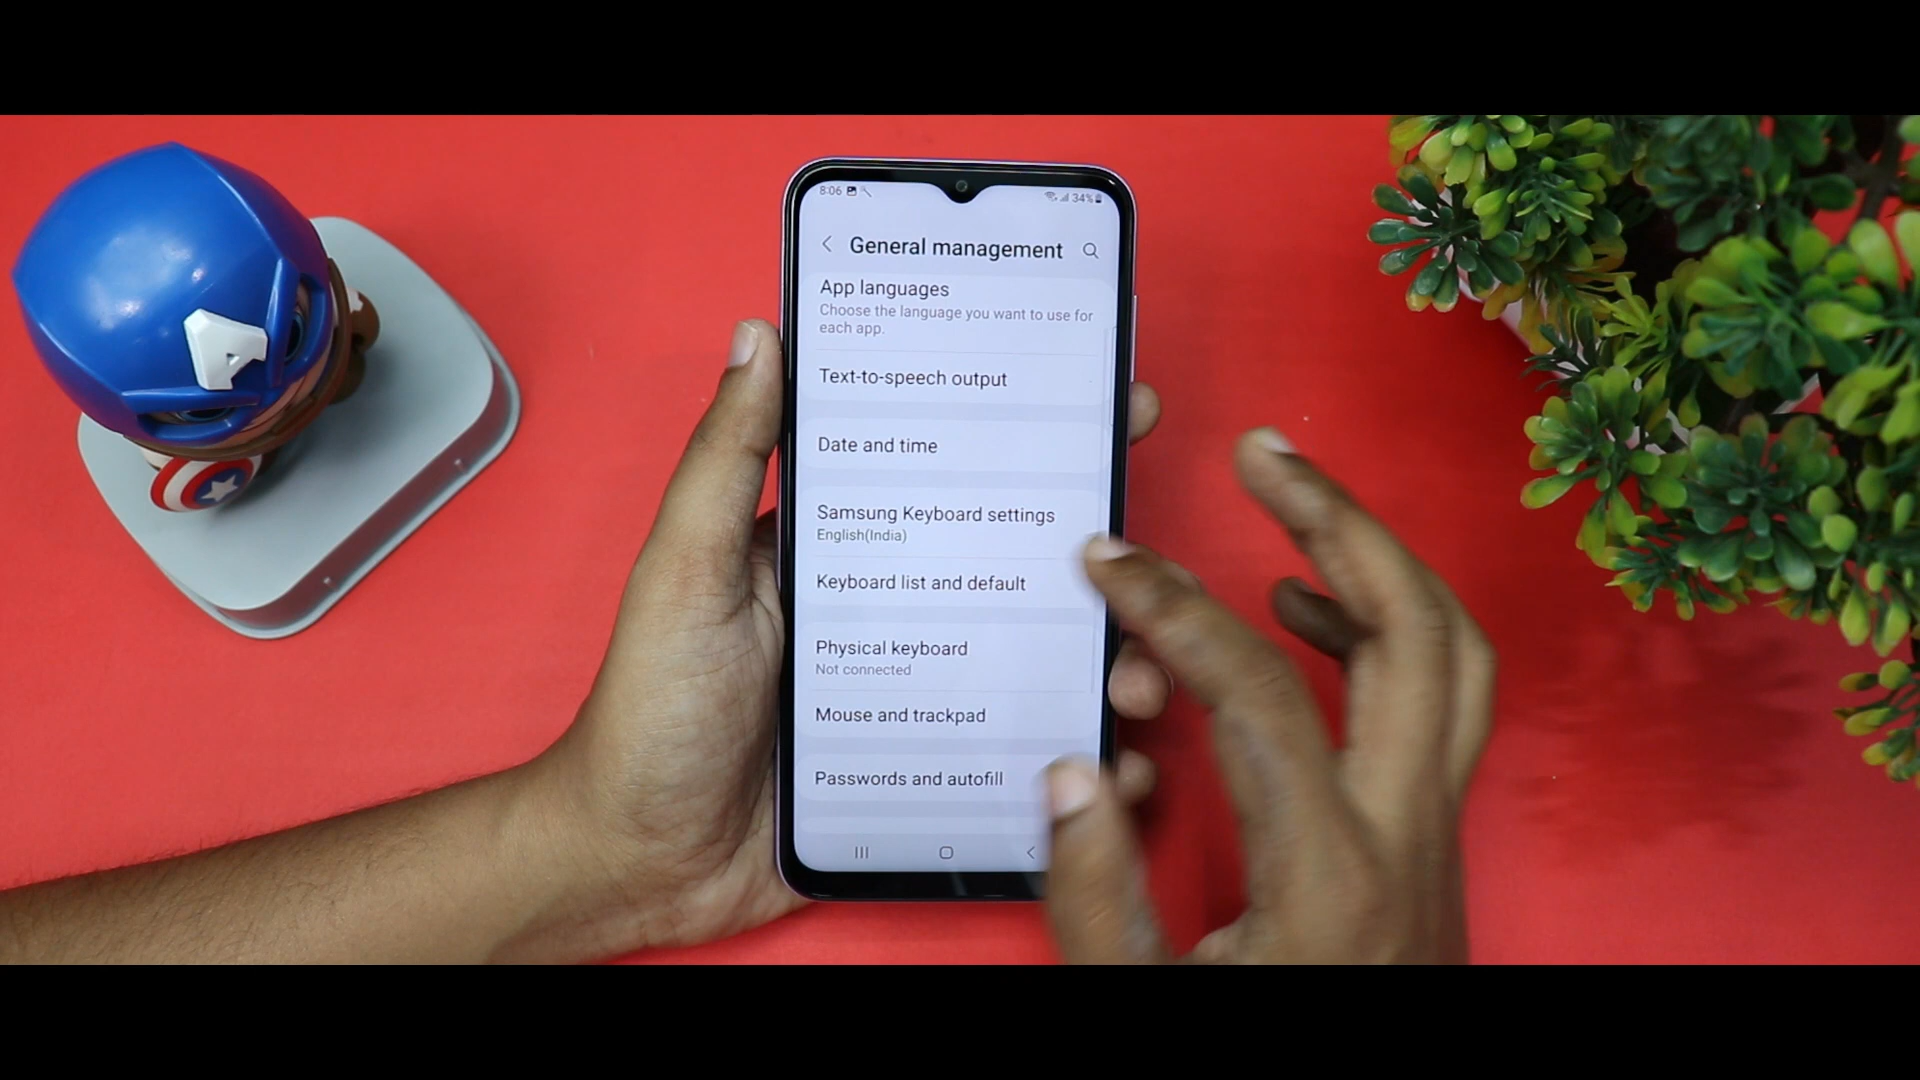 8:06
34%
General management
App languages
Choose the language you want to use for
each app.
Text-to-speech output
Date and time
Samsung Keyboard settings
English(India)
Keyboard list and default
Physical keyboard
Not connected
Mouse and trackpad
Passwords and autofill
A